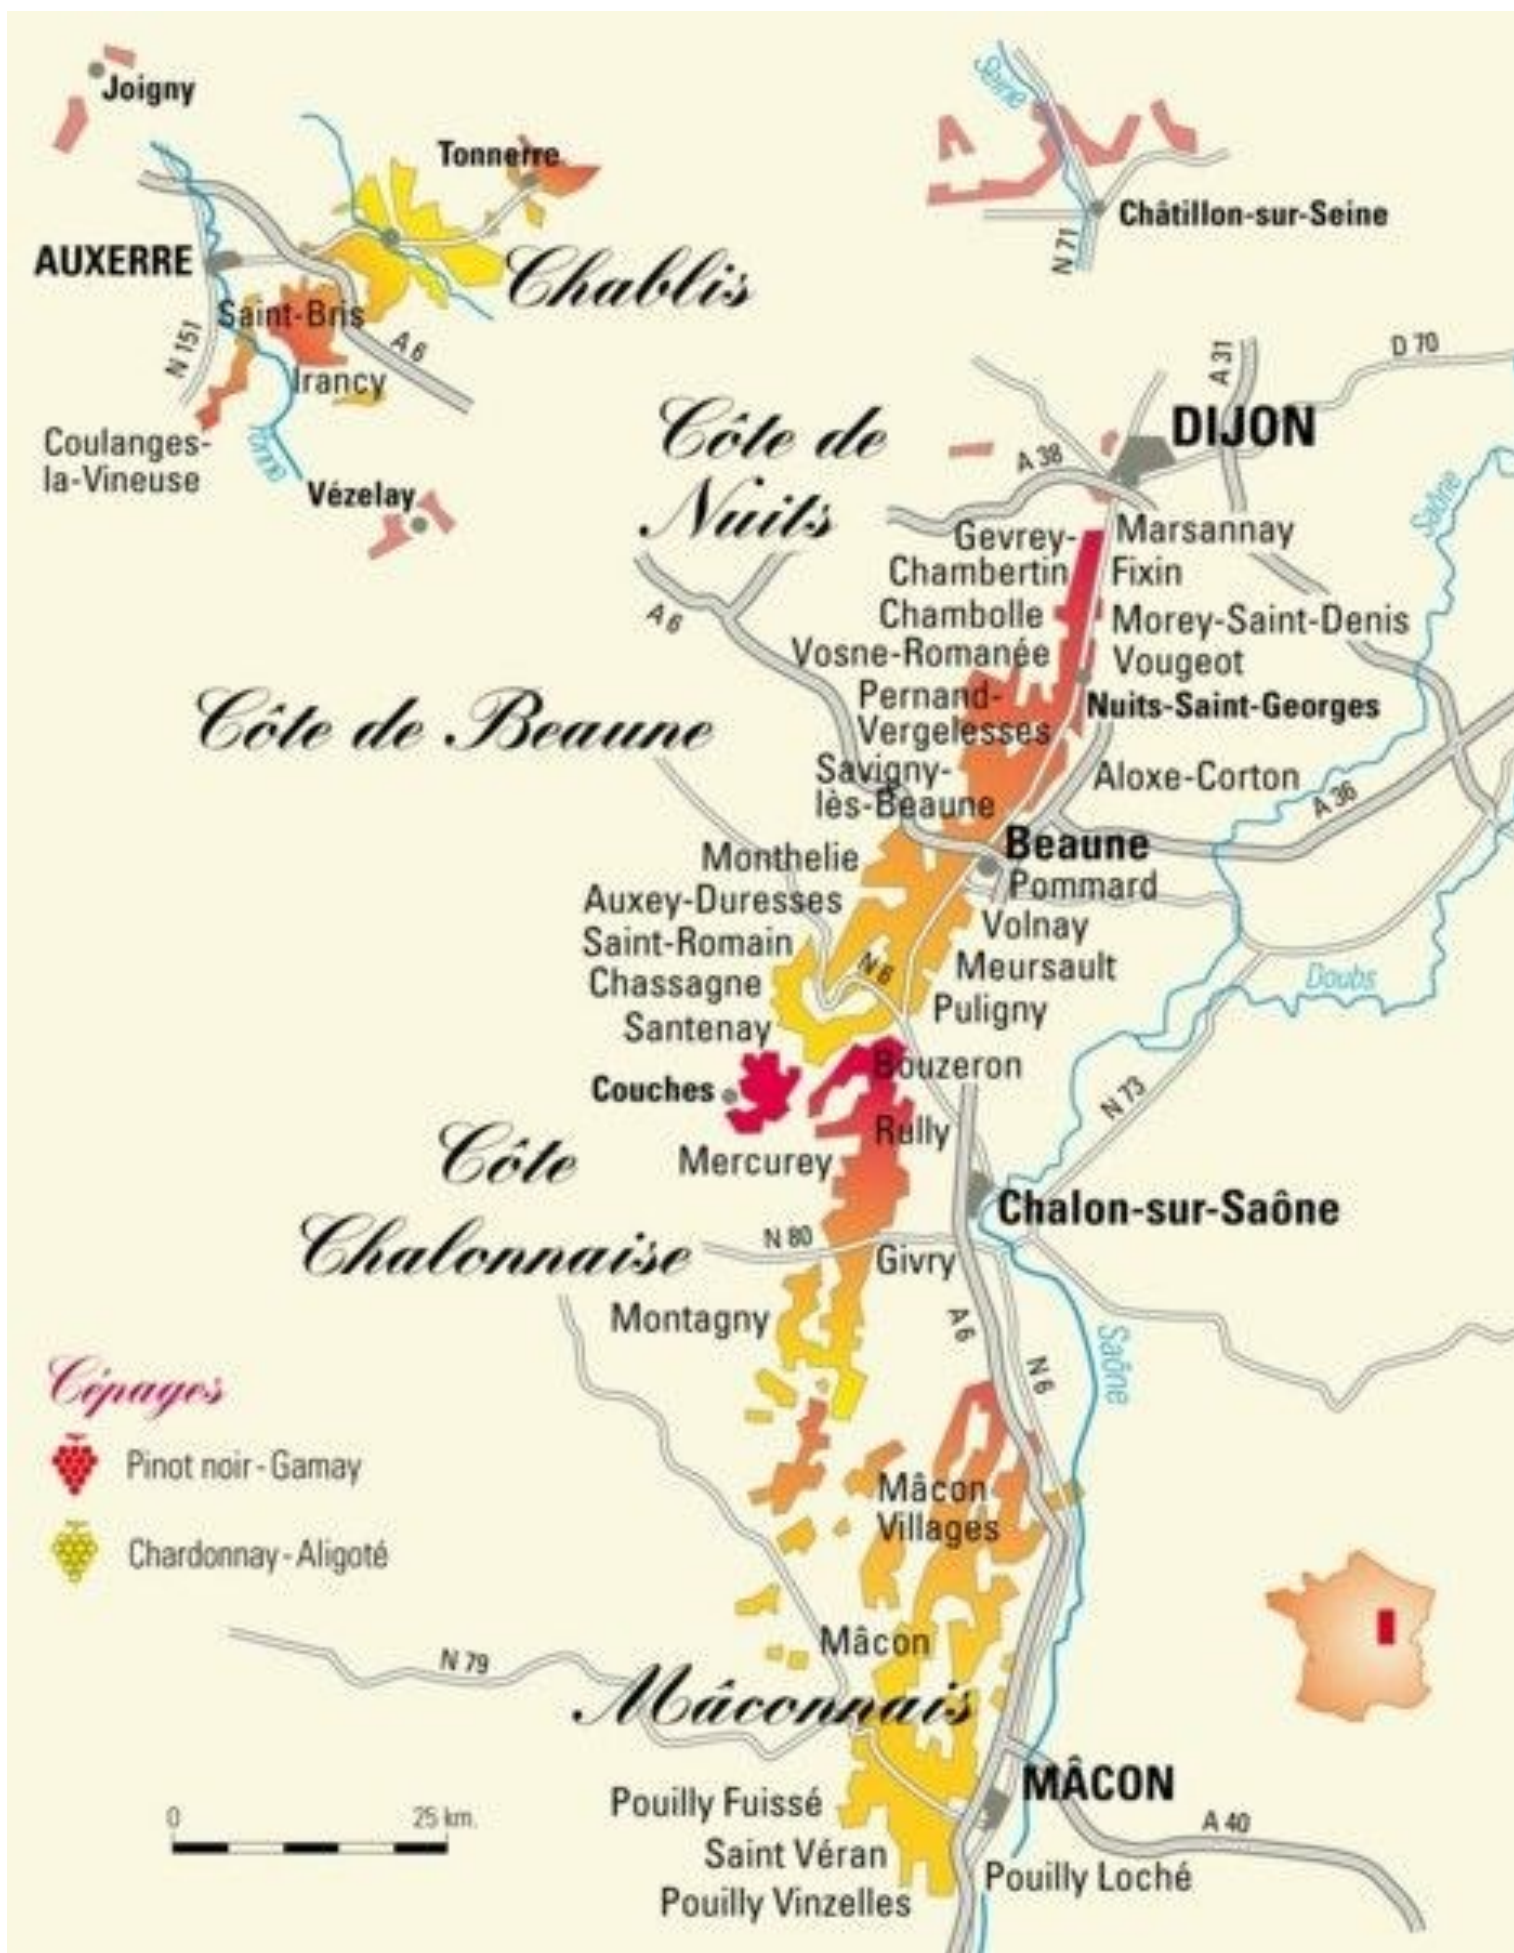 Joigny
Seine
Tonnerre
Châtillon-sur-Seine
N 71
AUXERRE
Chablis
Saint-Bris
N 151
A 6
Irancy
Coulanges-
la-Vineuse
Yonne
Vézelay
A 31
D 70
Côte de
Nuits
DIJON
A 38
Saône
Gevrey-
Chambertin
Marsannay
Fixin
Chambolle
Morey-Saint-Denis
A 6
Vosne-Romanée
Vougeot
Pernand-
Vergelesses
Nuits-Saint-Georges
Côte de Beaune
Savigny-
lès-Beaune
Aloxe-Corton
A 36
Monthelie
Beaune
Pommard
Auxey-Duresses
Volnay
Saint-Romain
N 6
Meursault
Chassagne
Doubs
Puligny
Santenay
Bouzeron
Couches
N 73
Rully
Côte
Chalonnaise
Mercurey
Chalon-sur-Saône
N 80
Givry
Montagny
A 6
N 6
Saône
Cépages
Pinot noir - Gamay
Chardonnay - Aligoté
Mâcon
Villages
Mâcon
N 79
Mâconnais
MÂCON
Pouilly Fuissé
0 25 km.
A 40
Saint Véran
Pouilly Loché
Pouilly Vinzelles